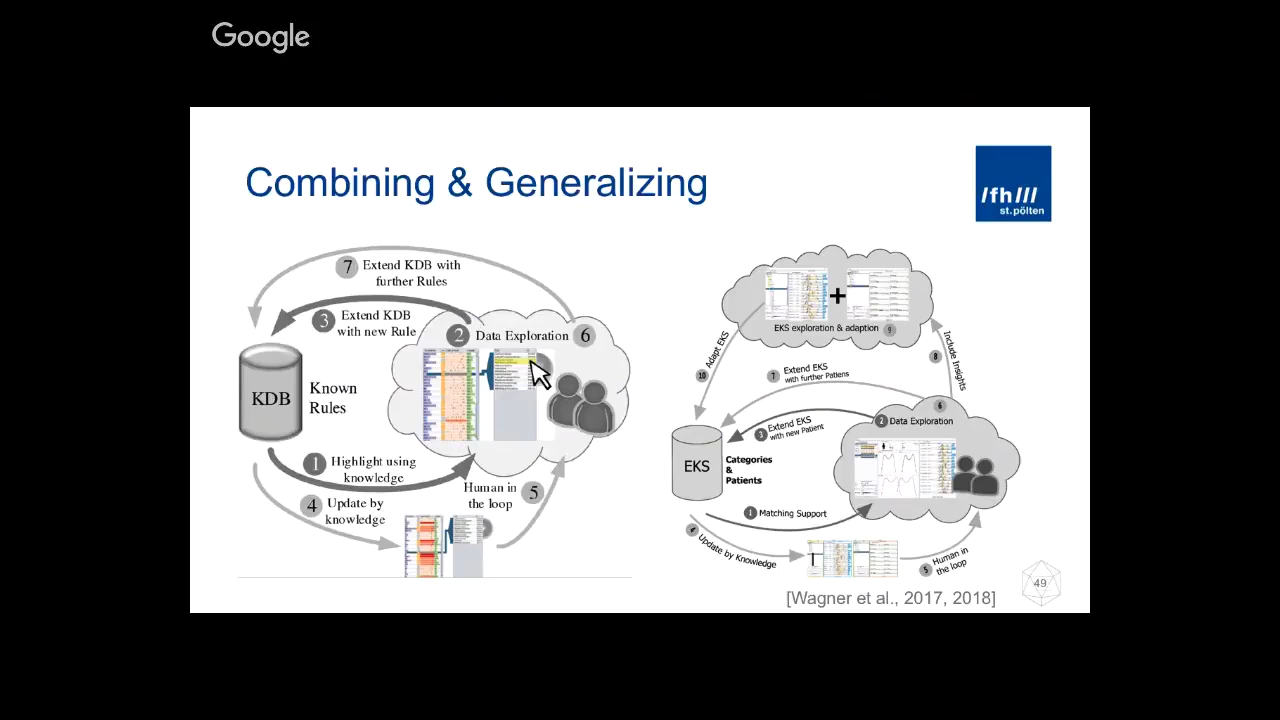 Google
Combining & Generalizing
/fh///
st.pölten
7 Extend KDB with
further Rules
3 Extend KDB
with new Rule
2 Data Exploration 6
KDB
Known
Rules
1 Highlight using
knowledge
4 Update by
knowledge
Human in
the loop 5
+
EKS exploration & adaption 9
10 Adapt EKS
8 Include Insights
7 Extend EKS
with further Patiens
6
2 Data Exploration
3 Extend EKS
with new Patient
EKS
Categories
&
Patients
1 Matching Support
4 Update by Knowledge
5 Human in
the loop
[Wagner et al., 2017, 2018]
49